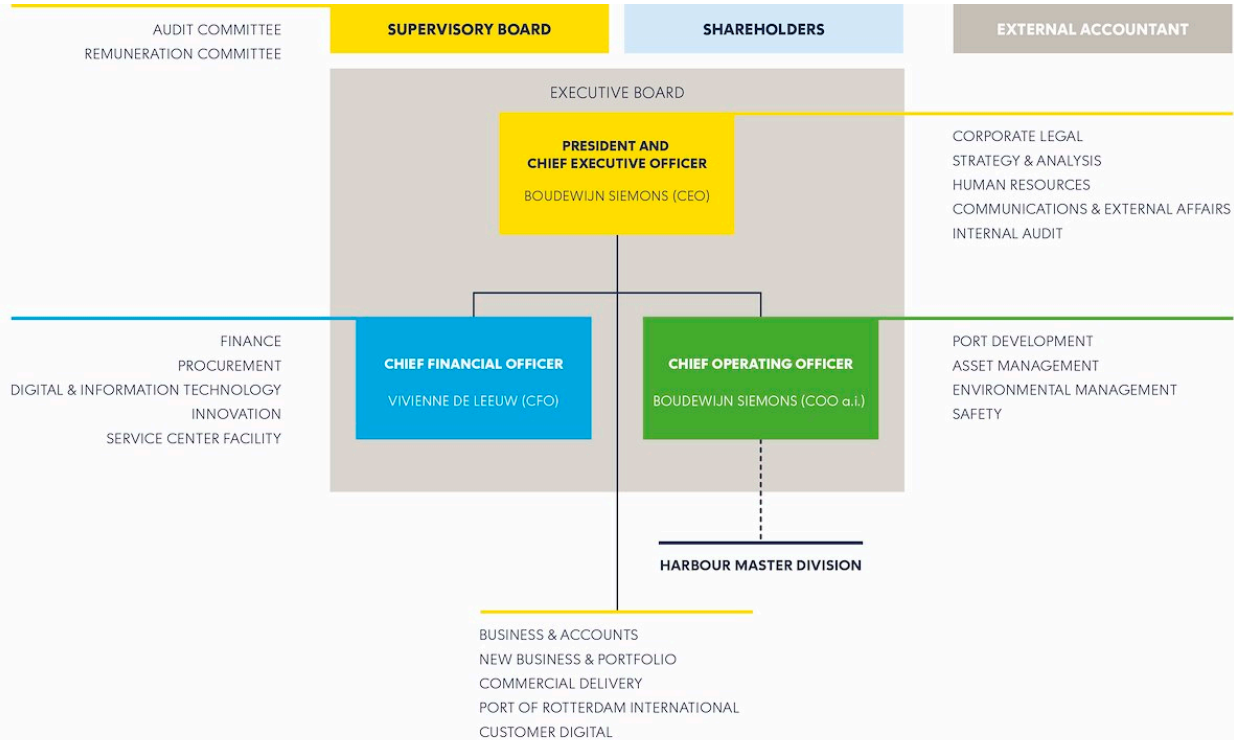 AUDIT COMMITTEE
REMUNERATION COMMITTEE
SUPERVISORY BOARD
SHAREHOLDERS
EXTERNAL ACCOUNTANT
EXECUTIVE BOARD
PRESIDENT AND
CHIEF EXECUTIVE OFFICER
BOUDEWIJN SIEMONS (CEO)
CORPORATE LEGAL
STRATEGY & ANALYSIS
HUMAN RESOURCES
COMMUNICATIONS & EXTERNAL AFFAIRS
INTERNAL AUDIT
FINANCE
PROCUREMENT
DIGITAL & INFORMATION TECHNOLOGY
INNOVATION
SERVICE CENTER FACILITY
CHIEF FINANCIAL OFFICER
VIVIENNE DE LEEUW (CFO)
CHIEF OPERATING OFFICER
BOUDEWIJN SIEMONS (COO a.i.)
PORT DEVELOPMENT
ASSET MANAGEMENT
ENVIRONMENTAL MANAGEMENT
SAFETY
HARBOUR MASTER DIVISION
BUSINESS & ACCOUNTS
NEW BUSINESS & PORTFOLIO
COMMERCIAL DELIVERY
PORT OF ROTTERDAM INTERNATIONAL
CUSTOMER DIGITAL